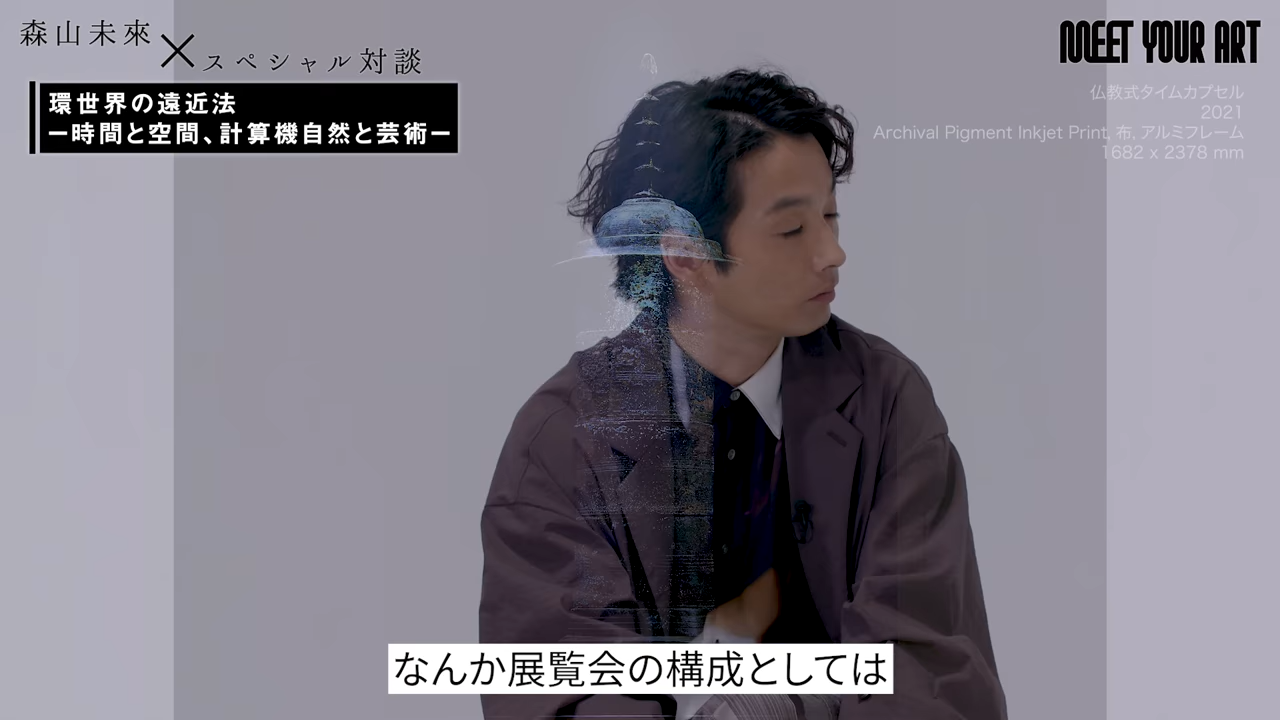 森山未來
×
スペシャル対談
環世界の遠近法
ー時間と空間、計算機自然と芸術ー
MEET YOUR ART
仏教式タイムカプセル
2021
Archival Pigment Inkjet Print, 布, アルミフレーム
1682 x 2378 mm
なんか展覧会の構成としては